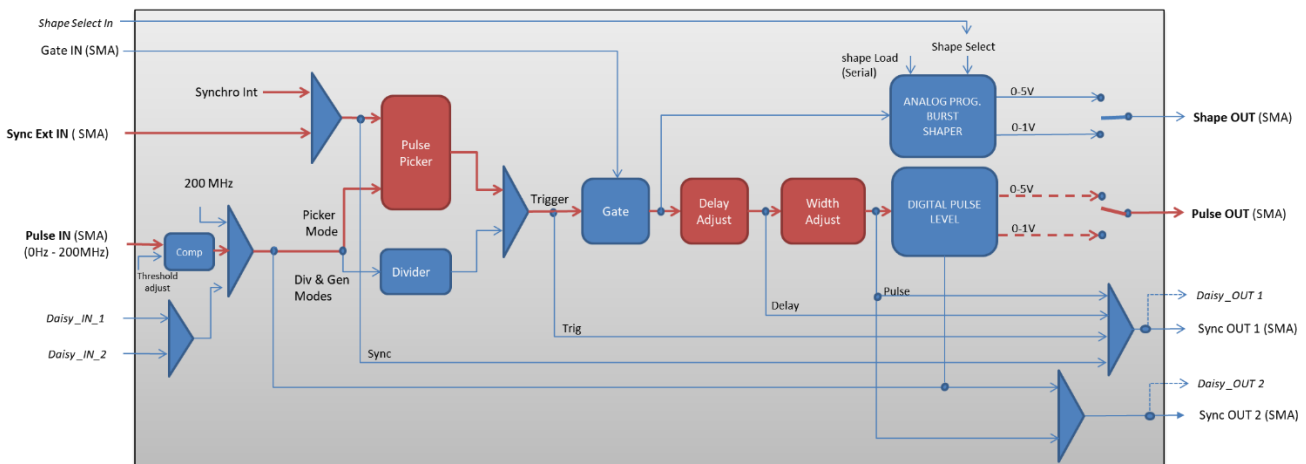 Shape Select In
Gate IN (SMA)
shape Load
(Serial)
Shape Select
Synchro Int
Sync Ext IN ( SMA)
Pulse
Picker
ANALOG PROG.
BURST
SHAPER
0-5V
0-1V
Shape OUT (SMA)
200 MHz
Picker
Mode
Trigger
Gate
Delay
Adjust
Width
Adjust
DIGITAL PULSE
LEVEL
0-5V
0-1V
Pulse OUT (SMA)
Pulse IN (SMA)
(0Hz - 200MHz)
Comp
Threshold
adjust
Div & Gen
Modes
Divider
Daisy_IN_1
Daisy_IN_2
Pulse
Delay
Trig
Sync
Daisy_OUT 1
Sync OUT 1 (SMA)
Daisy_OUT 2
Sync OUT 2 (SMA)